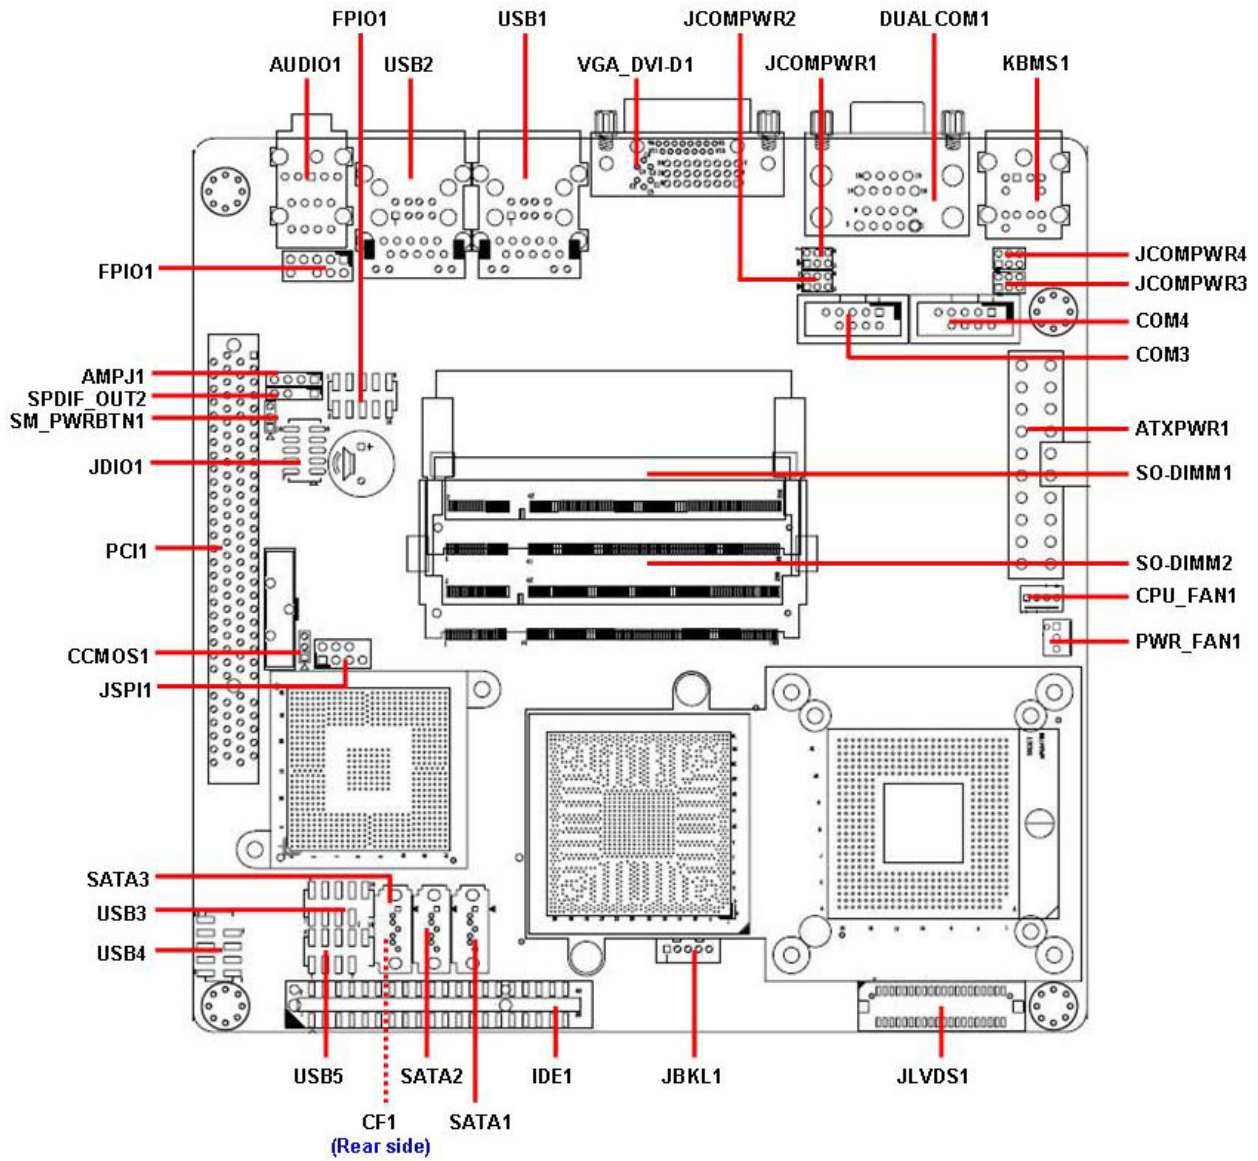 FPIO1
USB1
JCOMPWR2
DUALCOM1
AUDIO1
USB2
VGA_DVI-D1
JCOMPWR1
KBMS1
FPIO1
JCOMPWR4
JCOMPWR3
COM4
COM3
AMPJ1
SPDIF_OUT2
SM_PWRBTN1
JDIO1
ATXPWR1
SO-DIMM1
PCI1
SO-DIMM2
CPU_FAN1
PWR_FAN1
CCMOS1
JSPI1
SATA3
USB3
USB4
USB5
SATA2
IDE1
JBKL1
JLVDS1
CF1
(Rear side)
SATA1